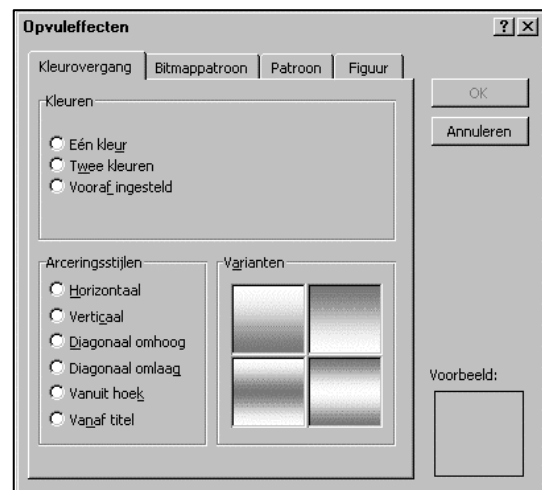 Opvuleffecten
Kleurovergang Bitmappatroon Patroon Figuur
OK
Annuleren
Kleuren
Eén kleur
Twee kleuren
Vooraf ingesteld
Arceringsstijlen
Horizontaal
Verticaal
Diagonaal omhoog
Diagonaal omlaag
Vanuit hoek
Vanaf titel
Varianten
Voorbeeld: